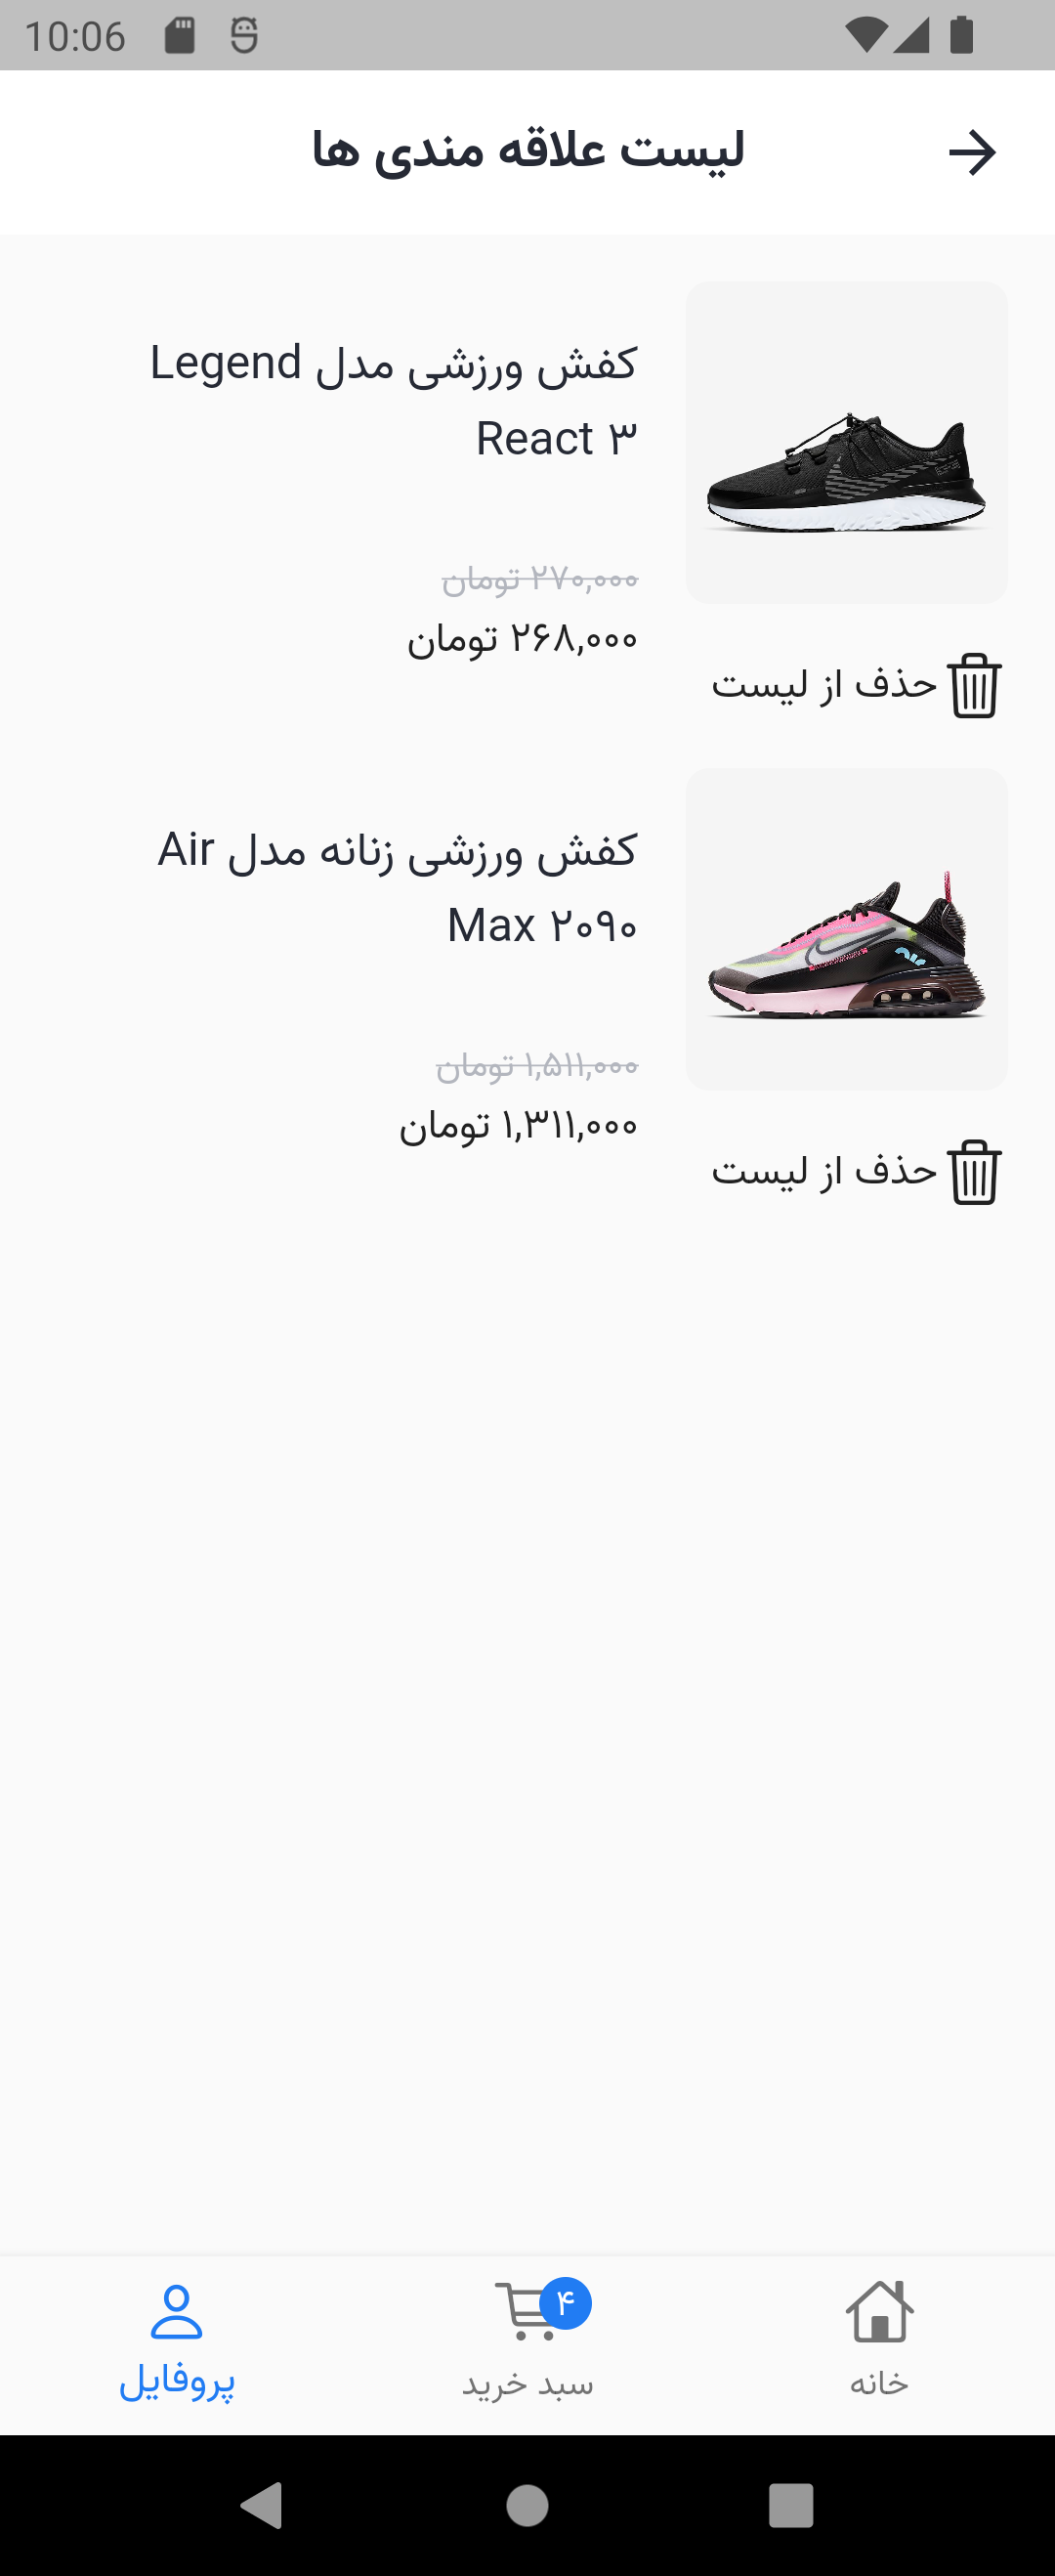 10:06
لیست علاقه مندی ها
کفش ورزشی مدل Legend
React ۳
۲۷۰,۰۰۰ تومان
۲۶۸,۰۰۰ تومان
حذف از لیست
کفش ورزشی زنانه مدل Air
Max ۲۰۹۰
۱,۵۱۱,۰۰۰ تومان
۱,۳۱۱,۰۰۰ تومان
حذف از لیست
خانه
۴
سبد خرید
پروفایل